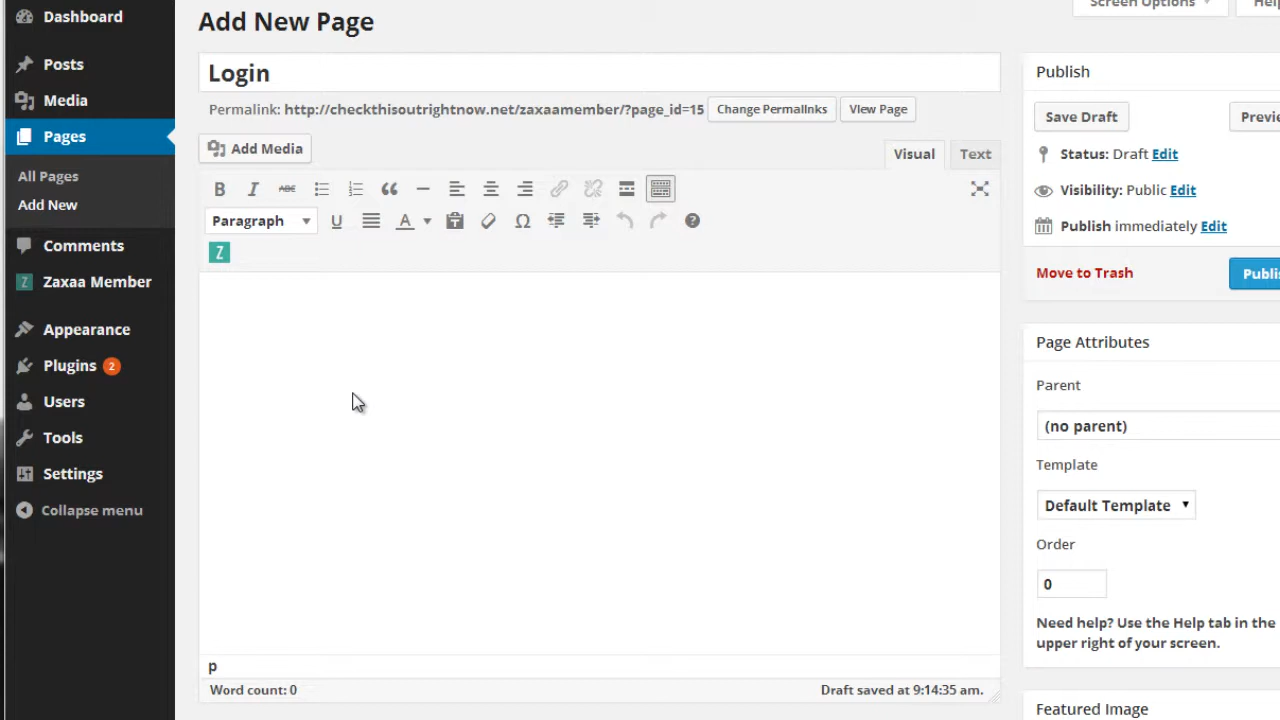 Dashboard
Posts
Media
Pages
All Pages
Add New
Comments
Z Zaxaa Member
Appearance
Plugins 2
Users
Tools
Settings
Collapse menu
Screen Options
Help
Add New Page
Login
Permalink: http://checkthisoutrightnow.net/zaxaamember/?page_id=15 Change Permalinks View Page
Add Media
Visual Text
B I ABC
Paragraph U A Ω ?
Z
p
Word count: 0
Draft saved at 9:14:35 am.
Publish
Save Draft
Previe
Status: Draft Edit
Visibility: Public Edit
Publish immediately Edit
Move to Trash
Publis
Page Attributes
Parent
(no parent)
Template
Default Template
Order
0
Need help? Use the Help tab in the
upper right of your screen.
Featured Image